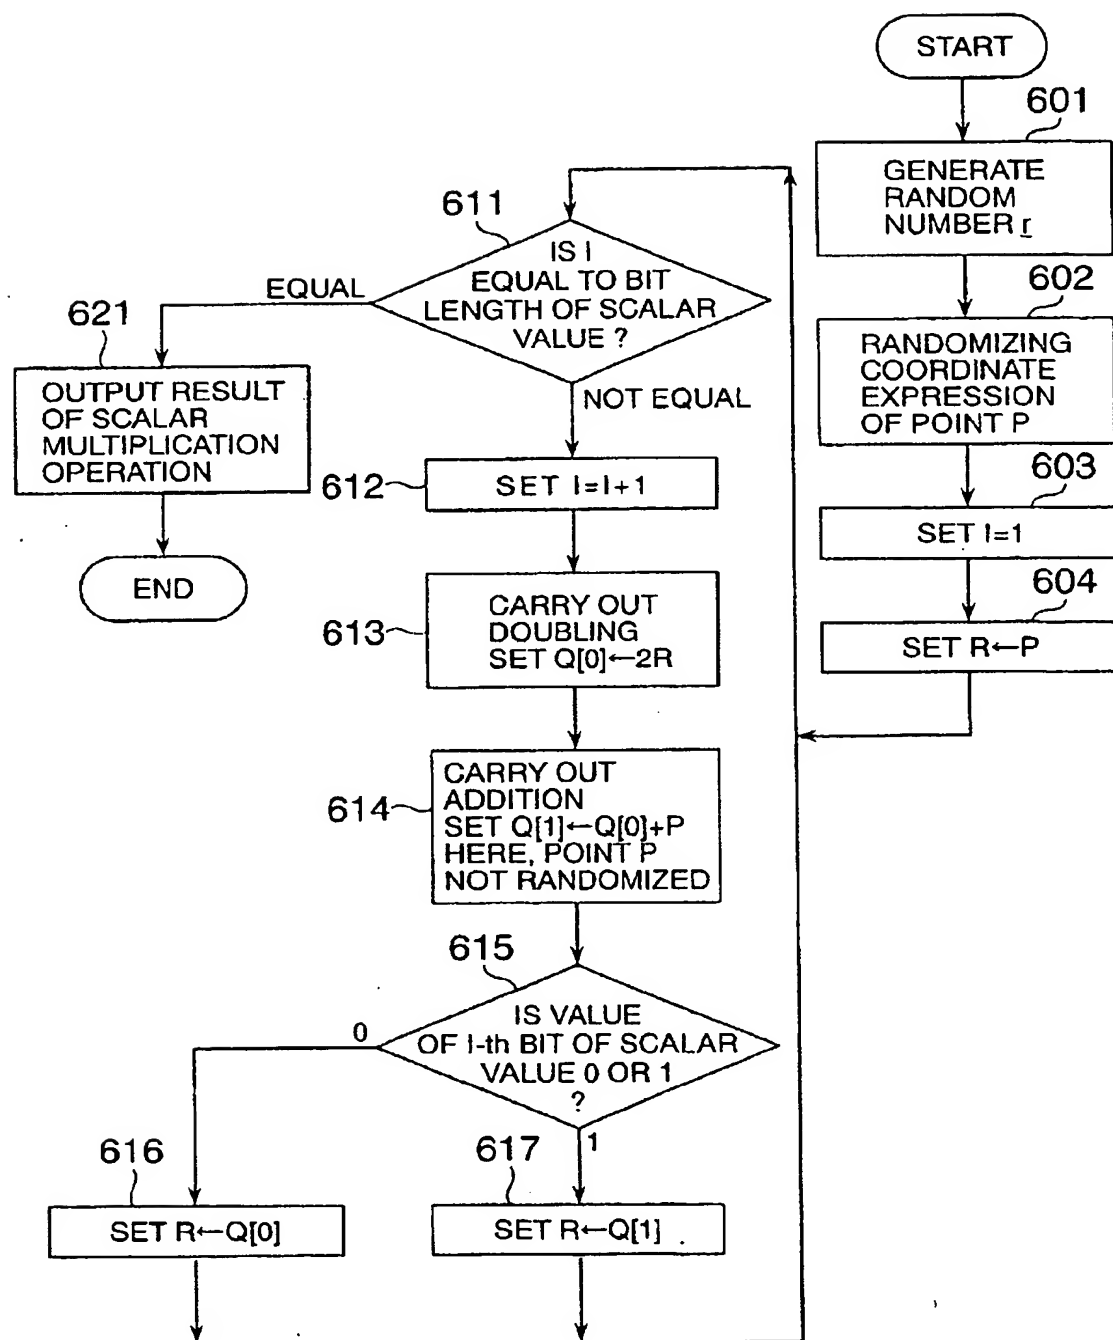 START
601
GENERATE
RANDOM
NUMBER r
602
RANDOMIZING
COORDINATE
EXPRESSION
OF POINT P
603
SET I=1
604
SET R←P
611
IS I
EQUAL TO BIT
LENGTH OF SCALAR
VALUE ?
EQUAL
NOT EQUAL
621
OUTPUT RESULT
OF SCALAR
MULTIPLICATION
OPERATION
END
612
SET I=I+1
613
CARRY OUT
DOUBLING
SET Q[0]←2R
614
CARRY OUT
ADDITION
SET Q[1]←Q[0]+P
HERE, POINT P
NOT RANDOMIZED
615
IS VALUE
OF I-th BIT OF SCALAR
VALUE 0 OR 1
?
0
1
616
SET R←Q[0]
617
SET R←Q[1]